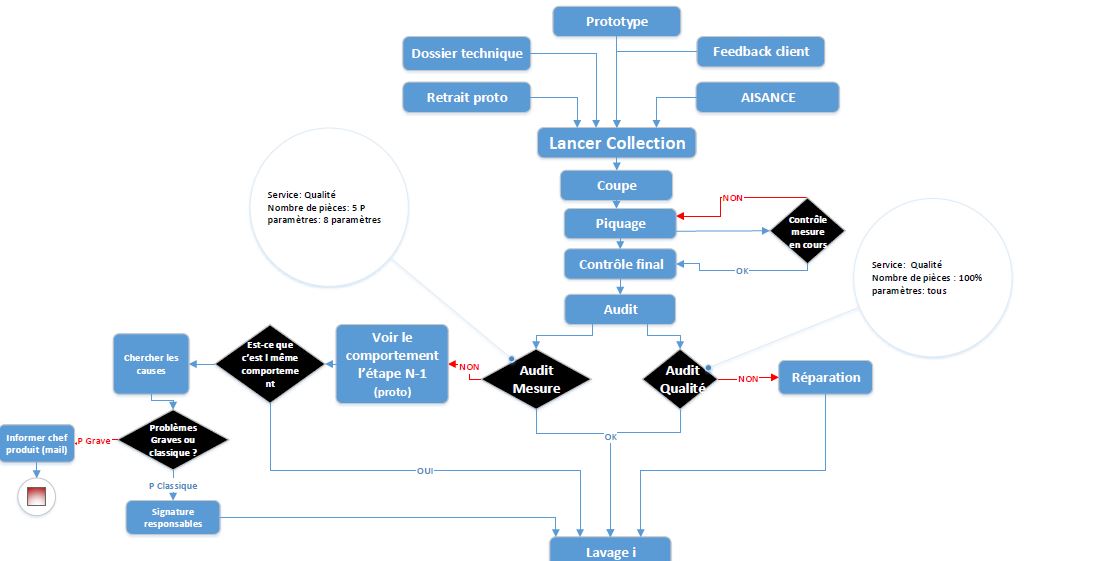 Prototype
Dossier technique
Feedback client
Retrait proto
AISANCE
Lancer Collection
Service: Qualité
Nombre de pièces: 5 P
paramètres: 8 paramètres
Coupe
NON
Piquage
Contrôle
mesure
en cours
Contrôle final
OK
Service:  Qualité
Nombre de pièces : 100%
paramètres: tous
Audit
Est-ce que
c'est l même
comporteme
nt
Voir le
comportement
l'étape N-1
(proto)
Chercher les
causes
NON
Audit
Mesure
Audit
Qualité
NON
Réparation
Problèmes
Graves ou
classique ?
Informer chef
produit (mail)
P Grave
OK
OUI
P Classique
Signature
responsables
Lavage i